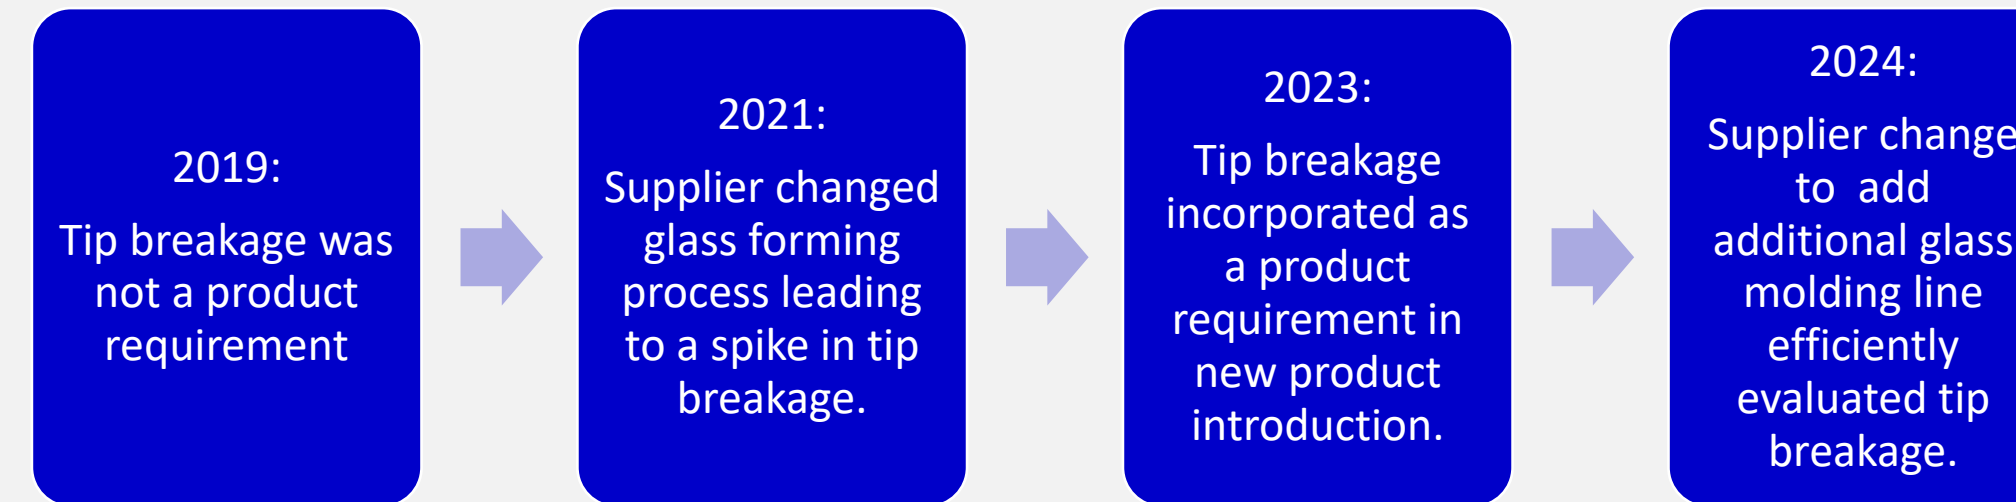 2019:
Tip breakage was
not a product
requirement
2021:
Supplier changed
glass forming
process leading
to a spike in tip
breakage.
2023:
Tip breakage
incorporated as
a product
requirement in
new product
introduction.
2024:
Supplier change
to  add
additional glass
molding line
efficiently
evaluated tip
breakage.